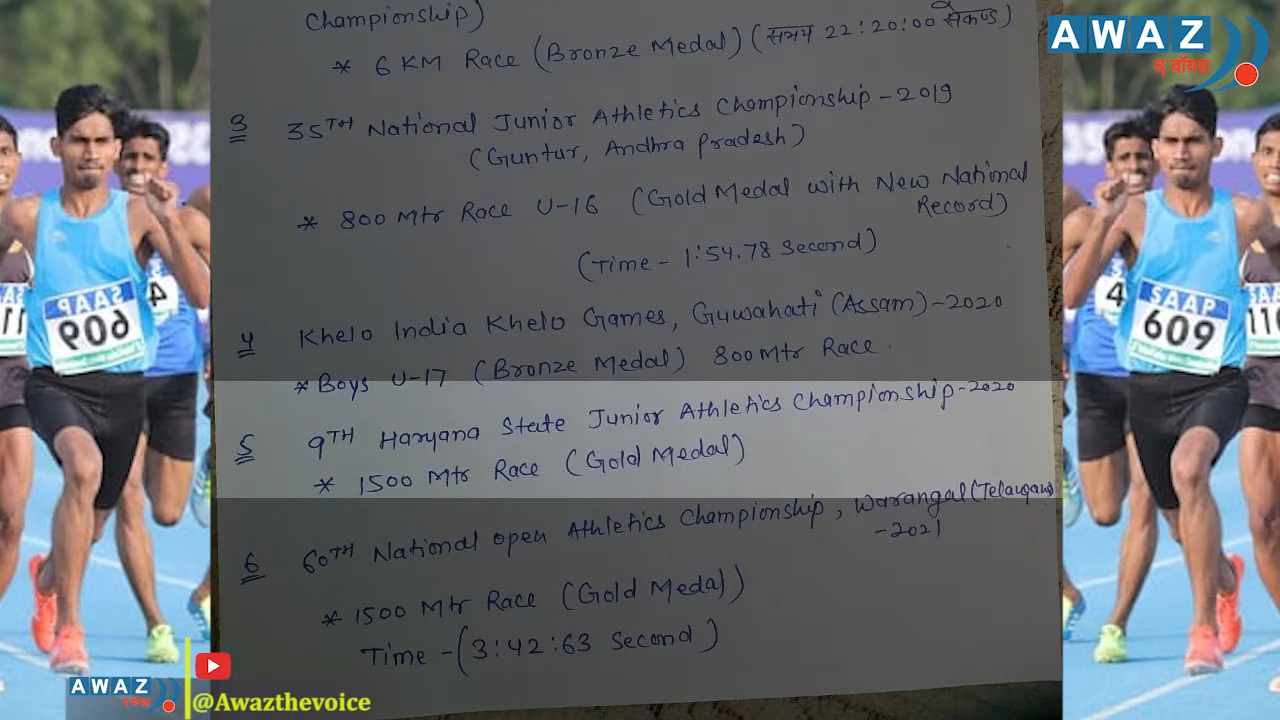 Championship)
* 6 KM Race (Bronze Medal) (समय 22:20:00 सेकण्ड)
3 35TH National Junior Athletics Championship - 2019
(Guntur, Andhra Pradesh)
* 800 Mtr Race U-16 (Gold Medal with New National
Record)
(Time - 1:54.78 Second)
4 Khelo India Khelo Games, Guwahati (Assam) - 2020
* Boys U-17 (Bronze Medal) 800 Mtr Race.
5 9TH Haryana State Junior Athletics Championship - 2020
* 1500 Mtr Race (Gold Medal)
6 60TH National Open Athletics Championship, Warangal (Telangana)
- 2021
* 1500 Mtr Race (Gold Medal)
Time - (3:42:63 Second)
AWAZ
द वॉयस
SAAP
609
4
110
SAAP
609
AWAZ
द वॉयस
@Awazthevoice